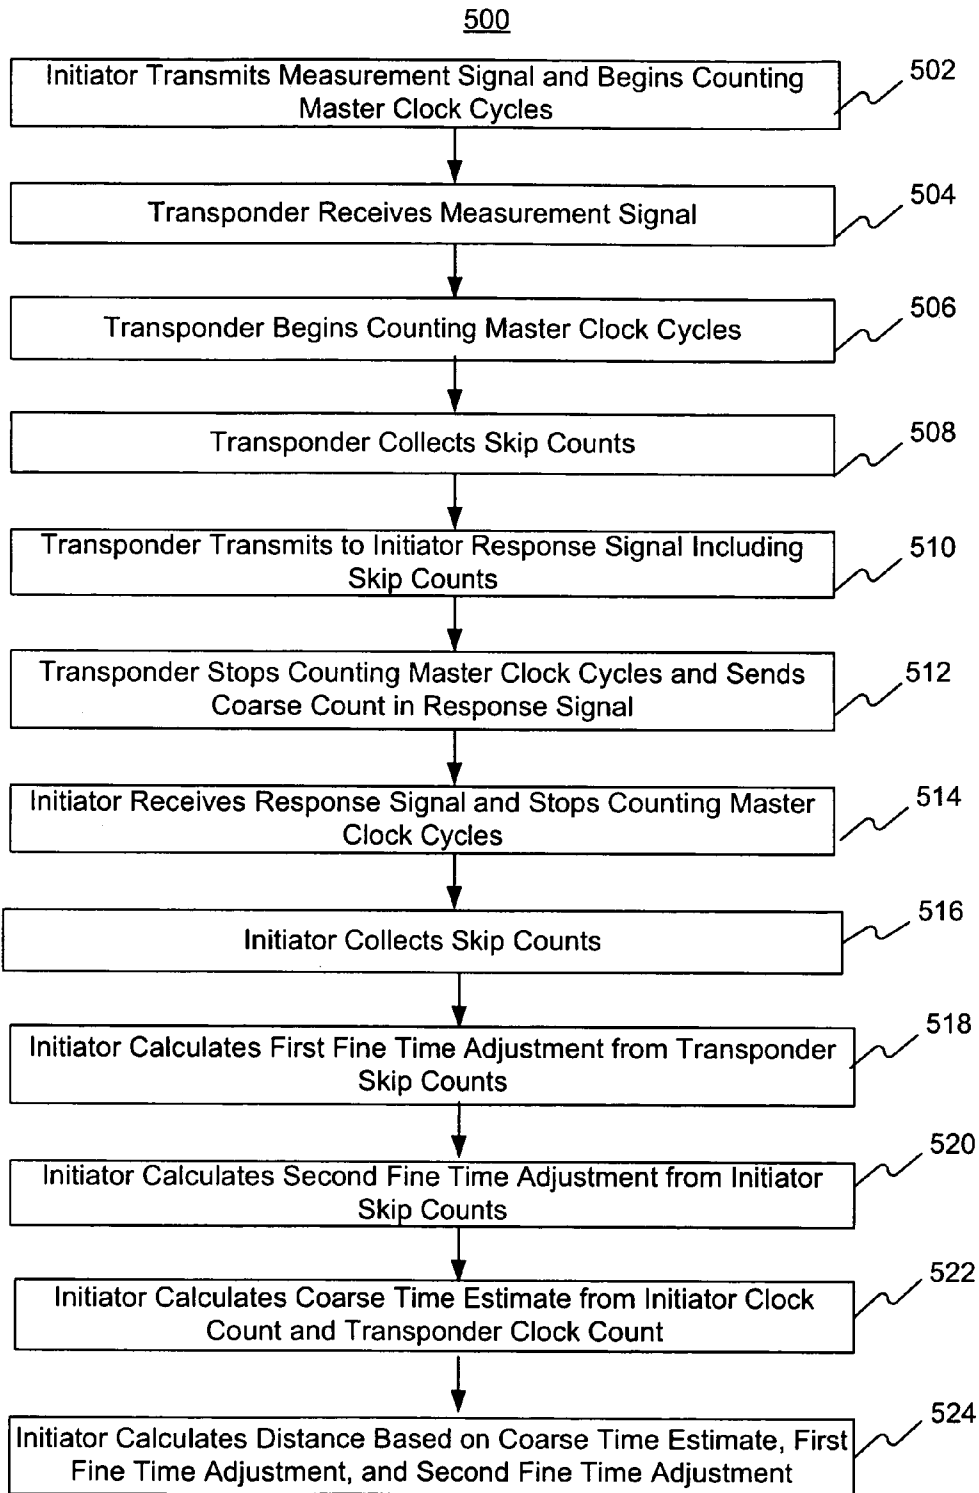 500
Initiator Transmits Measurement Signal and Begins Counting
Master Clock Cycles
502
Transponder Receives Measurement Signal
504
Transponder Begins Counting Master Clock Cycles
506
Transponder Collects Skip Counts
508
Transponder Transmits to Initiator Response Signal Including
Skip Counts
510
Transponder Stops Counting Master Clock Cycles and Sends
Coarse Count in Response Signal
512
Initiator Receives Response Signal and Stops Counting Master
Clock Cycles
514
Initiator Collects Skip Counts
516
Initiator Calculates First Fine Time Adjustment from Transponder
Skip Counts
518
Initiator Calculates Second Fine Time Adjustment from Initiator
Skip Counts
520
Initiator Calculates Coarse Time Estimate from Initiator Clock
Count and Transponder Clock Count
522
Initiator Calculates Distance Based on Coarse Time Estimate, First
Fine Time Adjustment, and Second Fine Time Adjustment
524